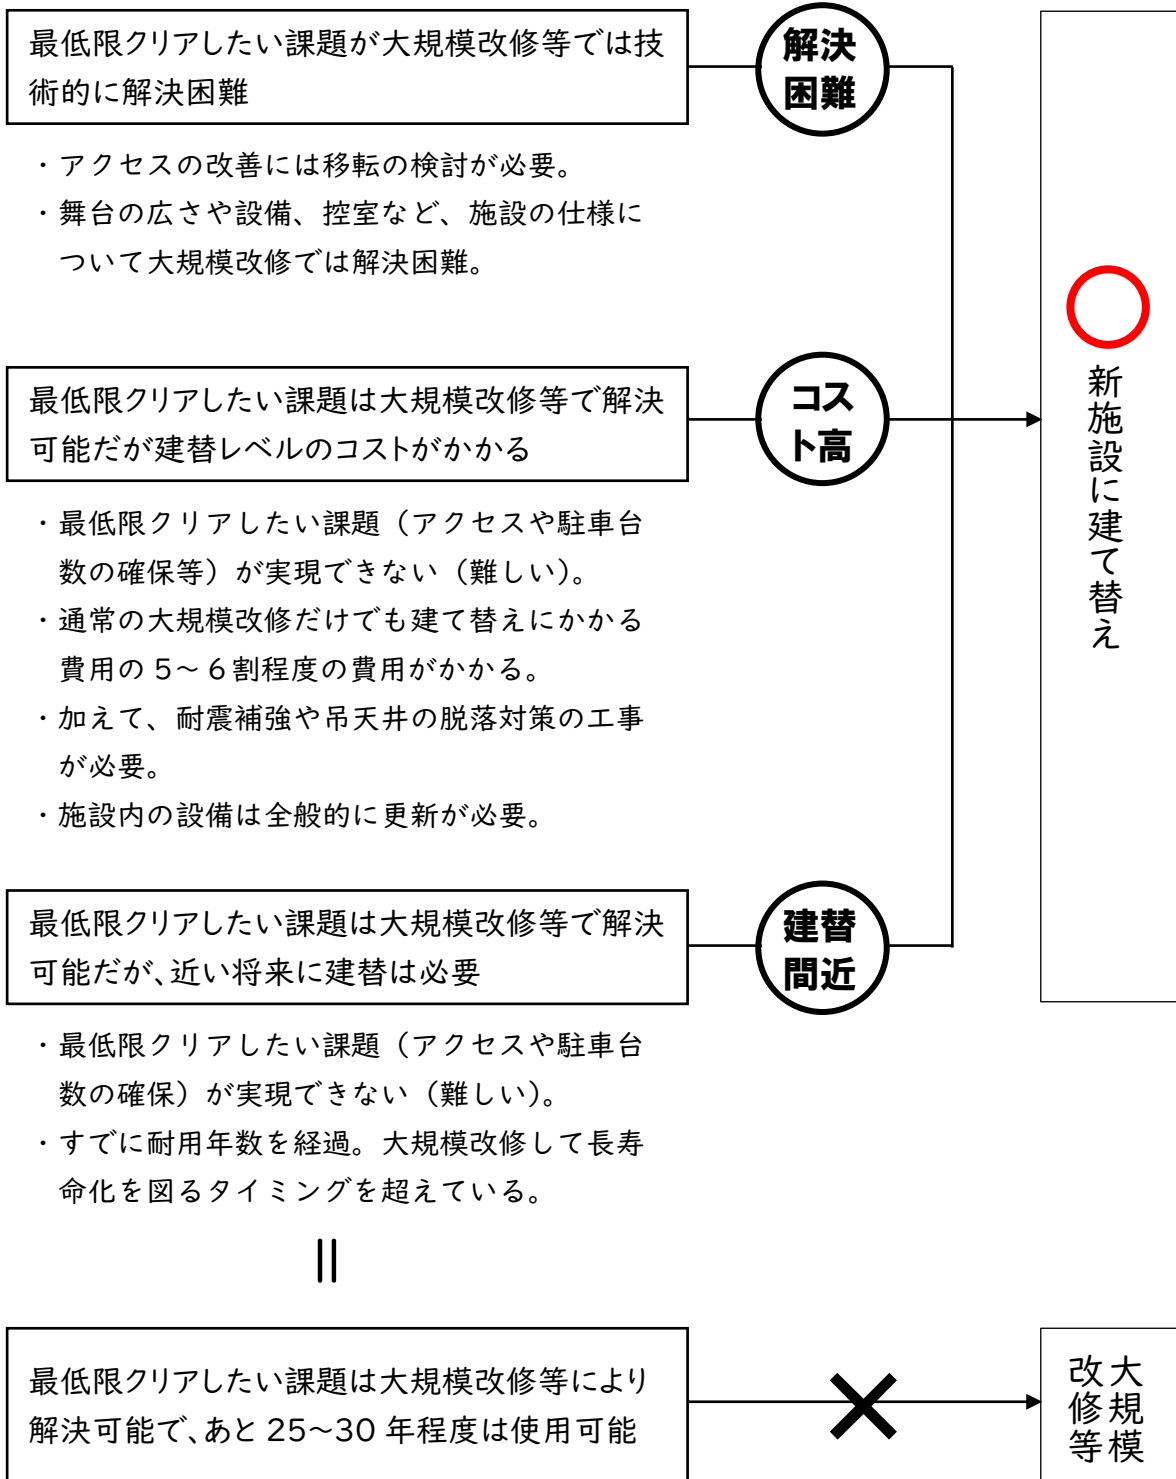 最低限クリアしたい課題が大規模改修等では技
術的に解決困難
解決
困難
・アクセスの改善には移転の検討が必要。
・舞台の広さや設備、控室など、施設の仕様に
ついて大規模改修では解決困難。
最低限クリアしたい課題は大規模改修等で解決
可能だが建替レベルのコストがかかる
コス
ト高
・最低限クリアしたい課題（アクセスや駐車台
数の確保等）が実現できない（難しい）。
・通常の大規模改修だけでも建て替えにかかる
費用の 5～6割程度の費用がかかる。
・加えて、耐震補強や吊天井の脱落対策の工事
が必要。
・施設内の設備は全般的に更新が必要。
最低限クリアしたい課題は大規模改修等で解決
可能だが、近い将来に建替は必要
建替
間近
・最低限クリアしたい課題（アクセスや駐車台
数の確保）が実現できない（難しい）。
・すでに耐用年数を経過。大規模改修して長寿
命化を図るタイミングを超えている。
新施設に建て替え
最低限クリアしたい課題は大規模改修等により
解決可能で、あと 25～30 年程度は使用可能
大規模
改修等